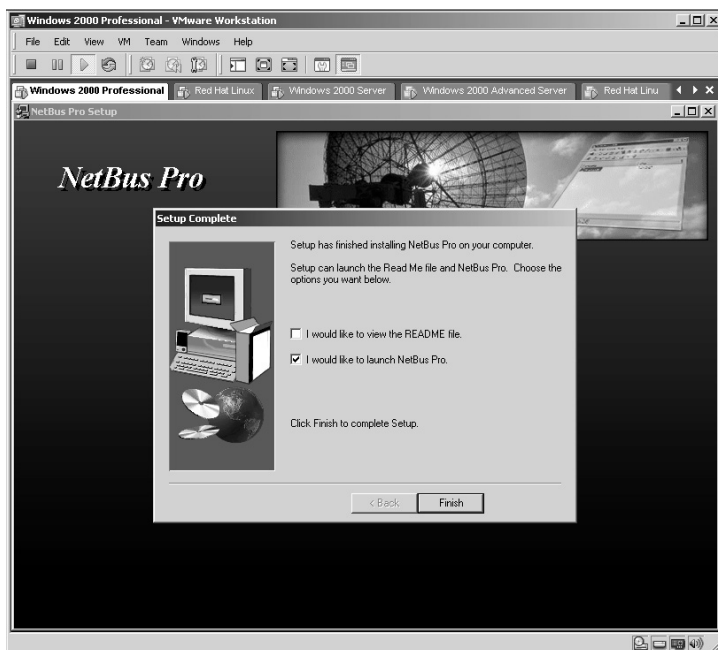 Windows 2000 Professional - VMware Workstation
File Edit View VM Team Windows Help
Windows 2000 Professional Red Hat Linux Windows 2000 Server Windows 2000 Advanced Server Red Hat Linu
NetBus Pro Setup
NetBus Pro
Setup Complete
Setup has finished installing NetBus Pro on your computer.
Setup can launch the Read Me file and NetBus Pro. Choose the
options you want below.
I would like to view the README file.
I would like to launch NetBus Pro.
Click Finish to complete Setup.
< Back Finish